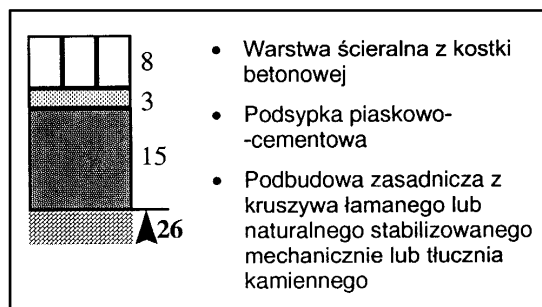 8
3
15
26
• Warstwa ścieralna z kostki
betonowej
• Podsypka piaskowo-
-cementowa
• Podbudowa zasadnicza z
kruszywa łamanego lub
naturalnego stabilizowanego
mechanicznie lub tłucznia
kamiennego